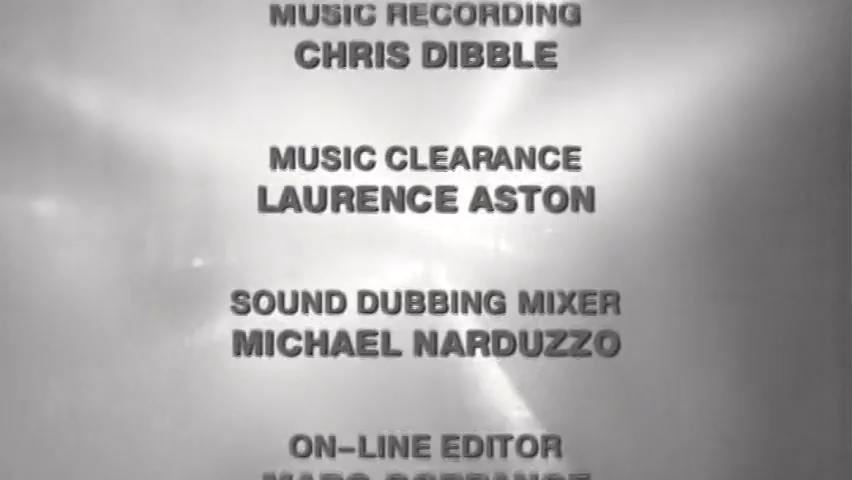 MUSIC RECORDING
CHRIS DIBBLE
MUSIC CLEARANCE
LAURENCE ASTON
SOUND DUBBING MIXER
MICHAEL NARDUZZO
ON-LINE EDITOR